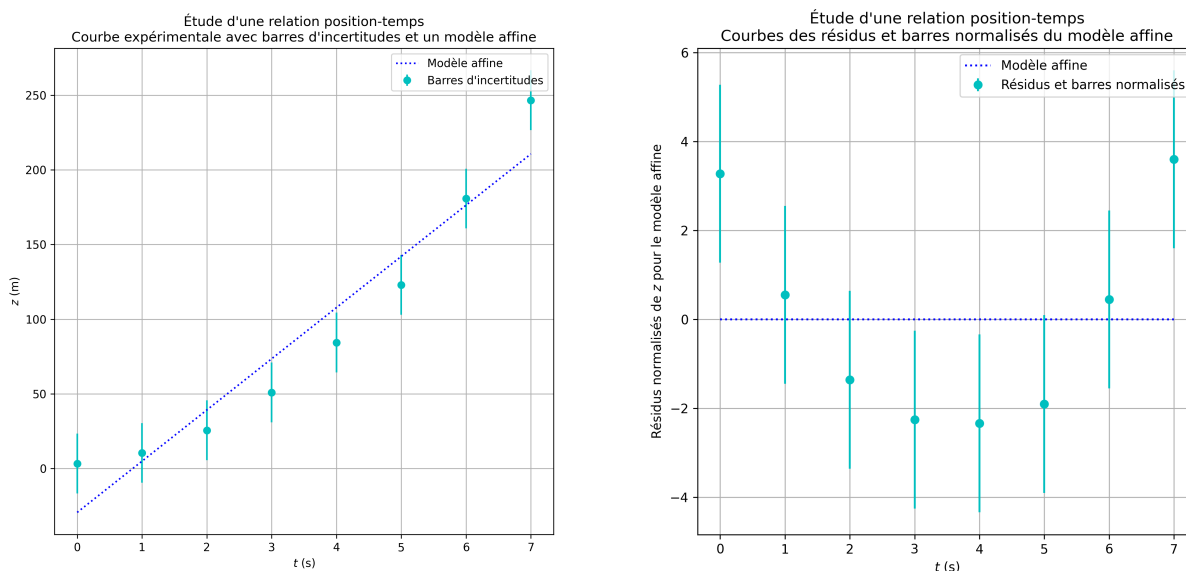 Étude d'une relation position-temps
Courbe expérimentale avec barres d'incertitudes et un modèle affine
Modèle affine
Barres d'incertitudes
250
200
150
100
50
0
z (m)
0 1 2 3 4 5 6 7
t (s)
Étude d'une relation position-temps
Courbes des résidus et barres normalisés du modèle affine
Modèle affine
Résidus et barres normalisés
6
4
2
0
−2
−4
Résidus normalisés de z pour le modèle affine
0 1 2 3 4 5 6 7
t (s)